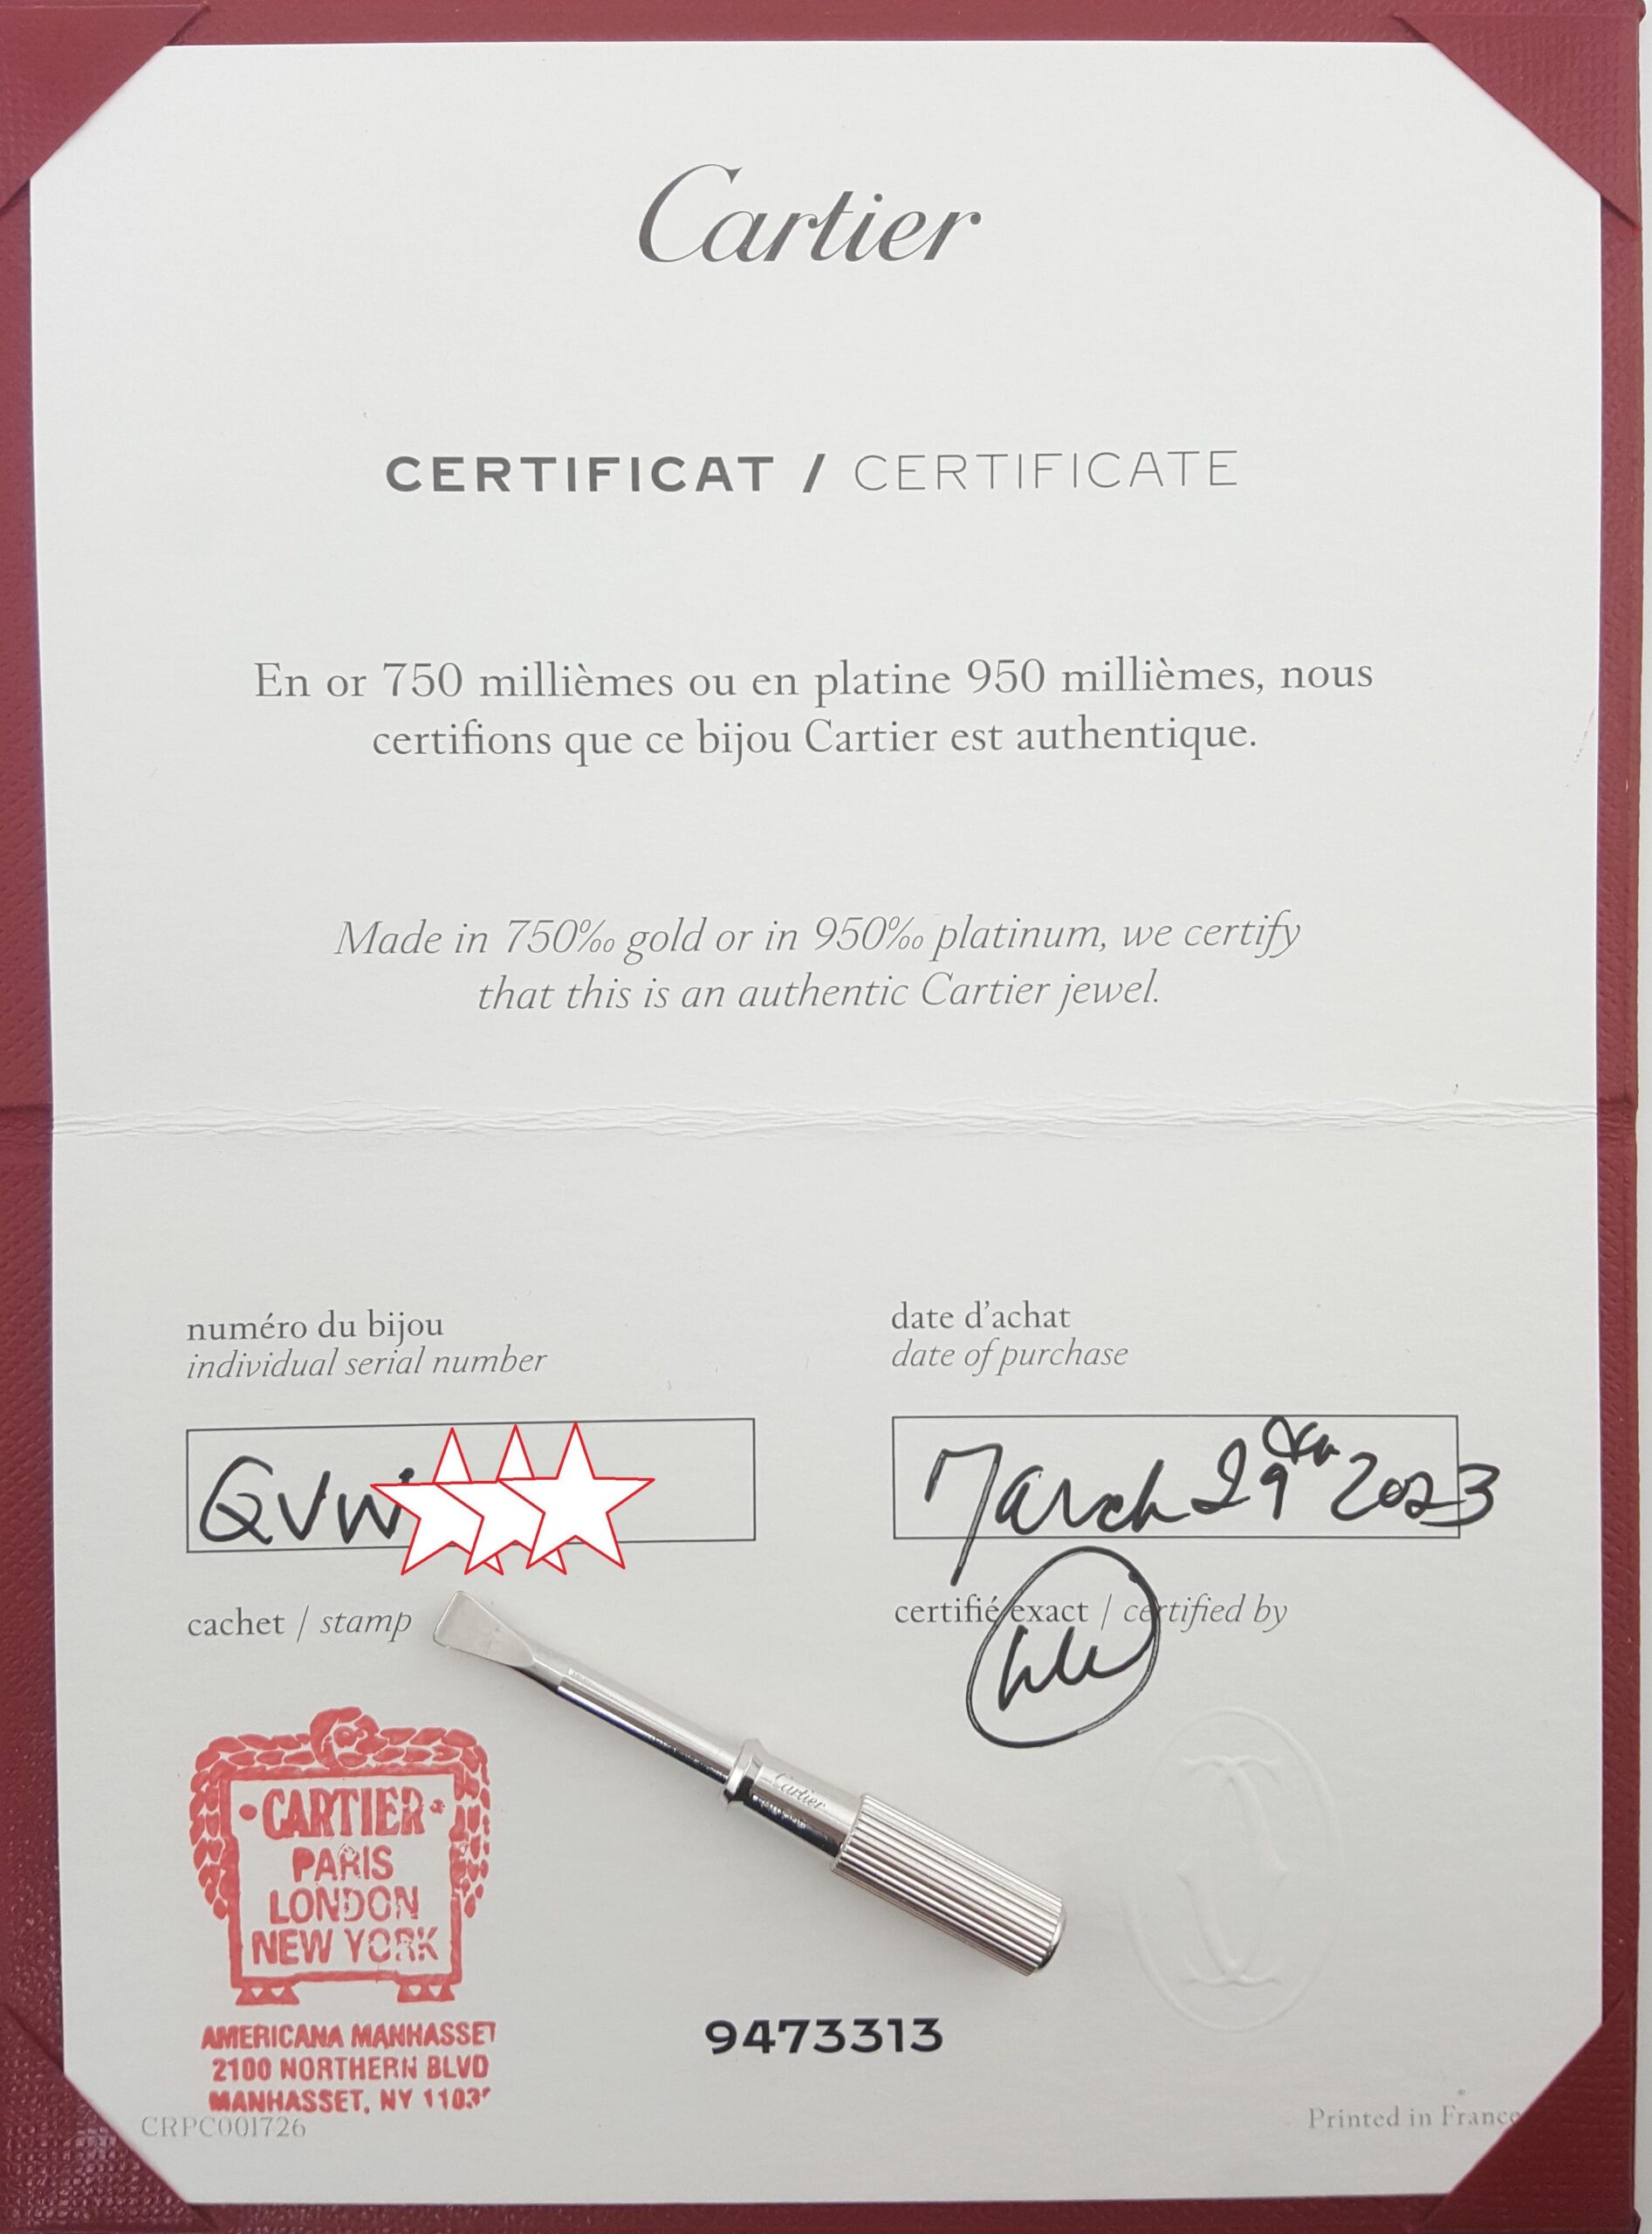 Cartier
CERTIFICAT / CERTIFICATE
En or 750 millièmes ou en platine 950 millièmes, nous
certifions que ce bijou Cartier est authentique.
Made in 750‰ gold or in 950‰ platinum, we certify
that this is an authentic Cartier jewel.
numéro du bijou
individual serial number
QVW
date d'achat
date of purchase
March 29th 2023
cachet / stamp
certifié exact / certified by
Cartier
• CARTIER •
PARIS
LONDON
NEW YORK
AMERICANA MANHASSET
2100 NORTHERN BLVD
MANHASSET, NY 1103
9473313
CRPC001726
Printed in France